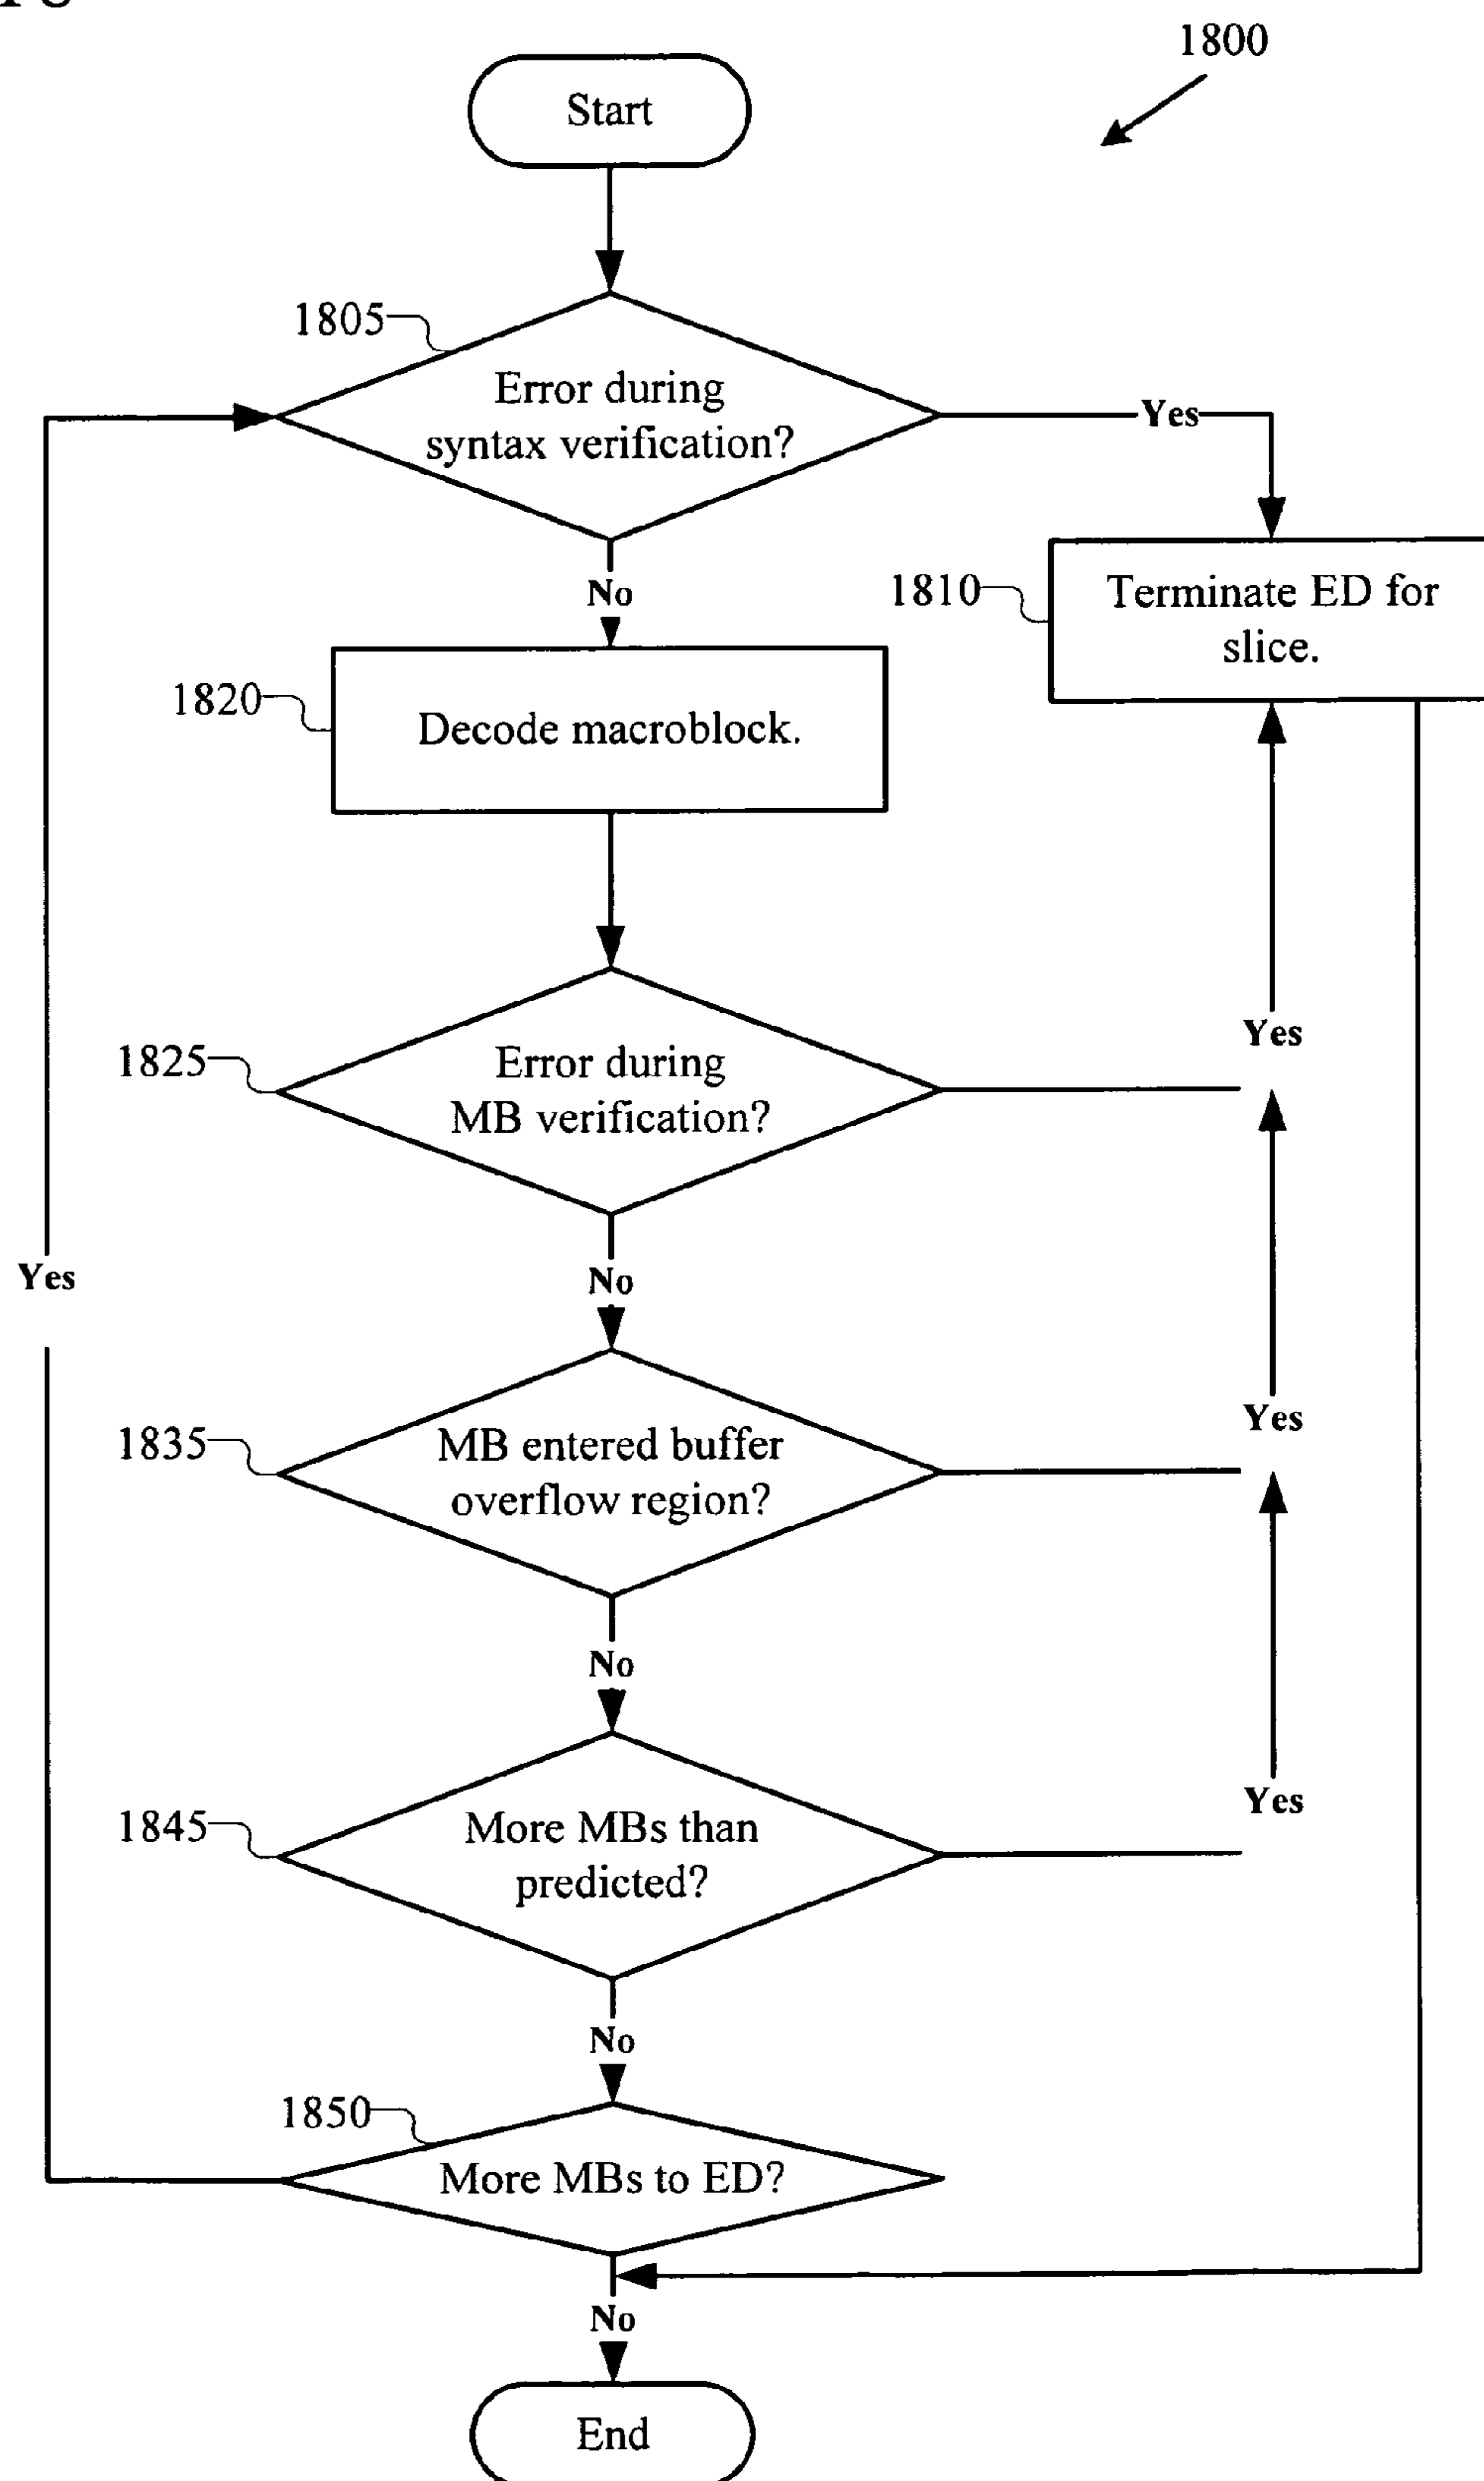 1800
Start
1805
Error during
syntax verification?
Yes
No
1810
Terminate ED for
slice.
1820
Decode macroblock.
1825
Error during
MB verification?
Yes
No
Yes
1835
MB entered buffer
overflow region?
Yes
No
1845
More MBs than
predicted?
Yes
No
1850
More MBs to ED?
No
End